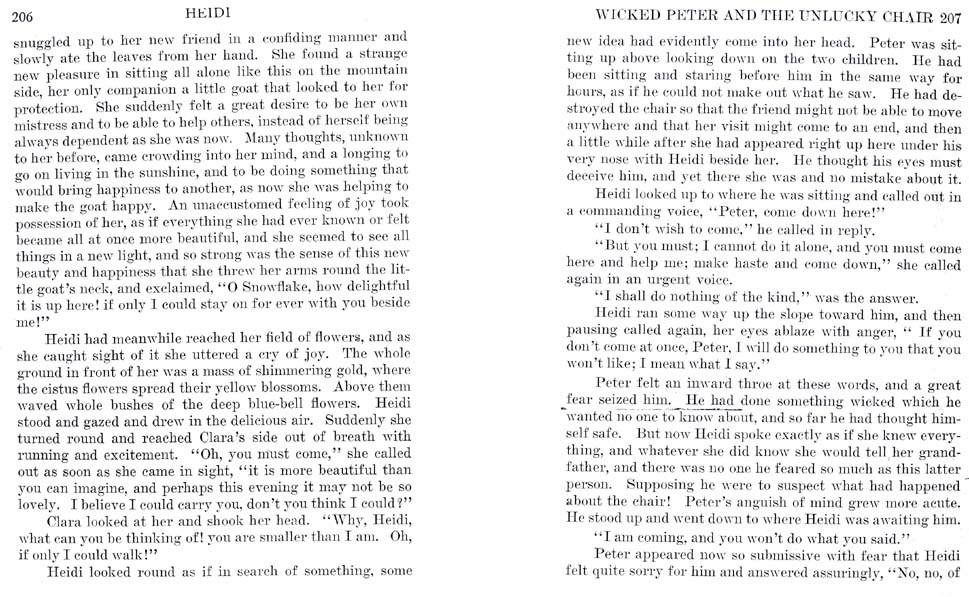 206
HEIDI
snuggled up to her new friend in a confiding manner and
slowly ate the leaves from her hand. She found a strange
new pleasure in sitting all alone like this on the mountain
side, her only companion a little goat that looked to her for
protection. She suddenly felt a great desire to be her own
mistress and to be able to help others, instead of herself being
always dependent as she was now. Many thoughts, unknown
to her before, came crowding into her mind, and a longing to
go on living in the sunshine, and to be doing something that
would bring happiness to another, as now she was helping to
make the goat happy. An unaccustomed feeling of joy took
possession of her, as if everything she had ever known or felt
became all at once more beautiful, and she seemed to see all
things in a new light, and so strong was the sense of this new
beauty and happiness that she threw her arms round the lit-
tle goat's neck, and exclaimed, "O Snowflake, how delightful
it is up here! if only I could stay on for ever with you beside
me!"
Heidi had meanwhile reached her field of flowers, and as
she caught sight of it she uttered a cry of joy. The whole
ground in front of her was a mass of shimmering gold, where
the cistus flowers spread their yellow blossoms. Above them
waved whole bushes of the deep blue-bell flowers. Heidi
stood and gazed and drew in the delicious air. Suddenly she
turned round and reached Clara's side out of breath with
running and excitement. "Oh, you must come," she called
out as soon as she came in sight, "it is more beautiful than
you can imagine, and perhaps this evening it may not be so
lovely. I believe I could carry you, don't you think I could?"
Clara looked at her and shook her head. "Why, Heidi,
what can you be thinking of! you are smaller than I am. Oh,
if only I could walk!"
Heidi looked round as if in search of something, some
WICKED PETER AND THE UNLUCKY CHAIR 207
new idea had evidently come into her head. Peter was sit-
ting up above looking down on the two children. He had
been sitting and staring before him in the same way for
hours, as if he could not make out what he saw. He had de-
stroyed the chair so that the friend might not be able to move
anywhere and that her visit might come to an end, and then
a little while after she had appeared right up here under his
very nose with Heidi beside her. He thought his eyes must
deceive him, and yet there she was and no mistake about it.
Heidi looked up to where he was sitting and called out in
a commanding voice, "Peter, come down here!"
"I don't wish to come," he called in reply.
"But you must; I cannot do it alone, and you must come
here and help me; make haste and come down," she called
again in an urgent voice.
"I shall do nothing of the kind," was the answer.
Heidi ran some way up the slope toward him, and then
pausing called again, her eyes ablaze with anger, " If you
don't come at once, Peter, I will do something to you that you
won't like; I mean what I say."
Peter felt an inward throe at these words, and a great
fear seized him. He had done something wicked which he
wanted no one to know about, and so far he had thought him-
self safe. But now Heidi spoke exactly as if she knew every-
thing, and whatever she did know she would tell her grand-
father, and there was no one he feared so much as this latter
person. Supposing he were to suspect what had happened
about the chair! Peter's anguish of mind grew more acute.
He stood up and went down to where Heidi was awaiting him.
"I am coming, and you won't do what you said."
Peter appeared now so submissive with fear that Heidi
felt quite sorry for him and answered assuringly, "No, no, of